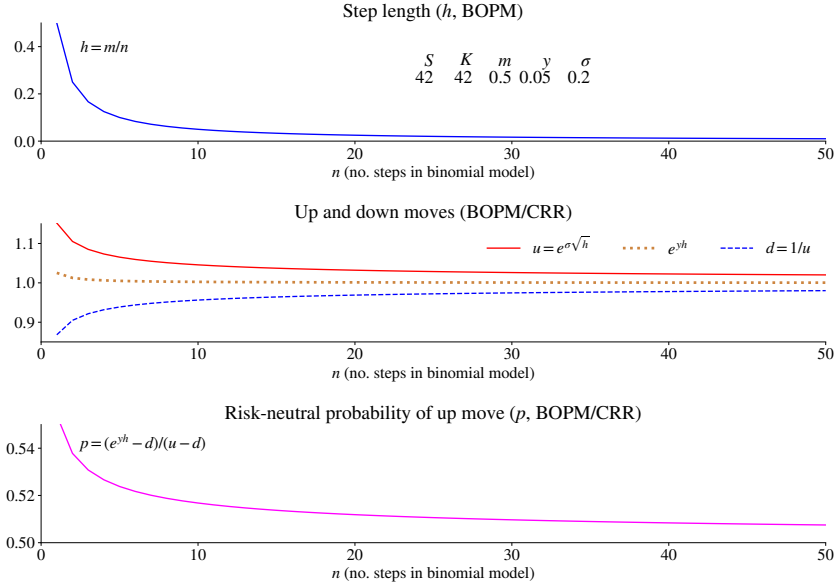 Step length (h, BOPM)
h = m/n
S K m y σ
42 42 0.5 0.05 0.2
0.4
0.2
0.0
0 10 20 30 40 50
n (no. steps in binomial model)
Up and down moves (BOPM/CRR)
u = e^{σ√h} e^{yh} d = 1/u
1.1
1.0
0.9
0 10 20 30 40 50
n (no. steps in binomial model)
Risk-neutral probability of up move (p, BOPM/CRR)
p = (e^{yh} − d)/(u − d)
0.54
0.52
0.50
0 10 20 30 40 50
n (no. steps in binomial model)